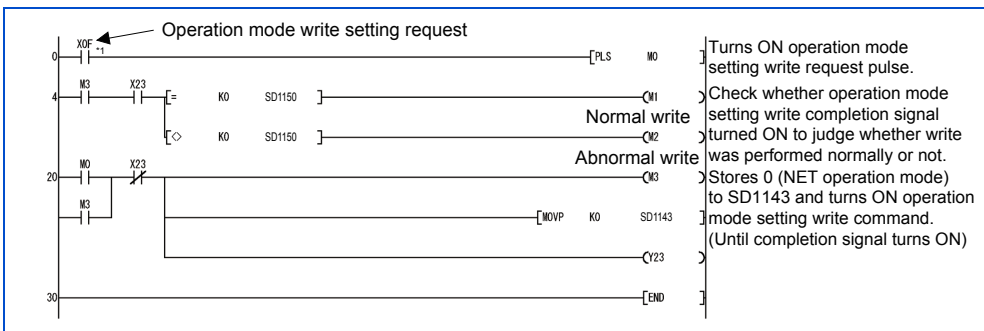 Operation mode write setting request
0 X0F *1 [PLS M0 ] Turns ON operation mode
setting write request pulse.
4 M3 X23 [= K0 SD1150 ] (M1 ) Check whether operation mode
Normal write setting write completion signal
[<> K0 SD1150 ] (M2 ) turned ON to judge whether write
Abnormal write was performed normally or not.
20 M0 X23 (M3 ) Stores 0 (NET operation mode)
to SD1143 and turns ON operation
M3 [MOVP K0 SD1143 ] mode setting write command.
(Until completion signal turns ON)
(Y23 )
30 [END ]